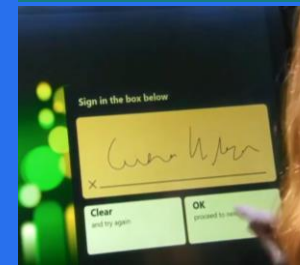 Sign in the box below
x
Clear
and try again
OK
proceed to